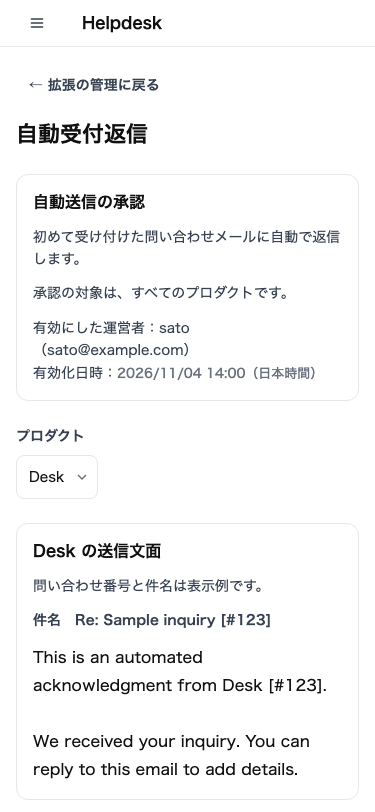 Helpdesk
← 拡張の管理に戻る
自動受付返信
自動送信の承認
初めて受け付けた問い合わせメールに自動で返信
します。
承認の対象は、すべてのプロダクトです。
有効にした運営者：sato
（sato@example.com）
有効化日時：2026/11/04 14:00（日本時間）
プロダクト
Desk
Desk の送信文面
問い合わせ番号と件名は表示例です。
件名 Re: Sample inquiry [#123]
This is an automated
acknowledgment from Desk [#123].
We received your inquiry. You can
reply to this email to add details.